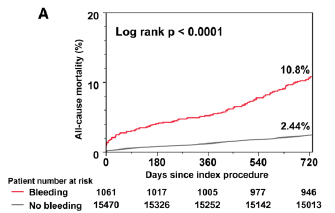 A
Log rank p < 0.0001
All-cause mortality (%)
20
10
0
10.8%
2.44%
0 180 360 540 720
Days since index procedure
Patient number at risk
Bleeding 1061 1017 1005 977 946
No bleeding 15470 15326 15252 15142 15013